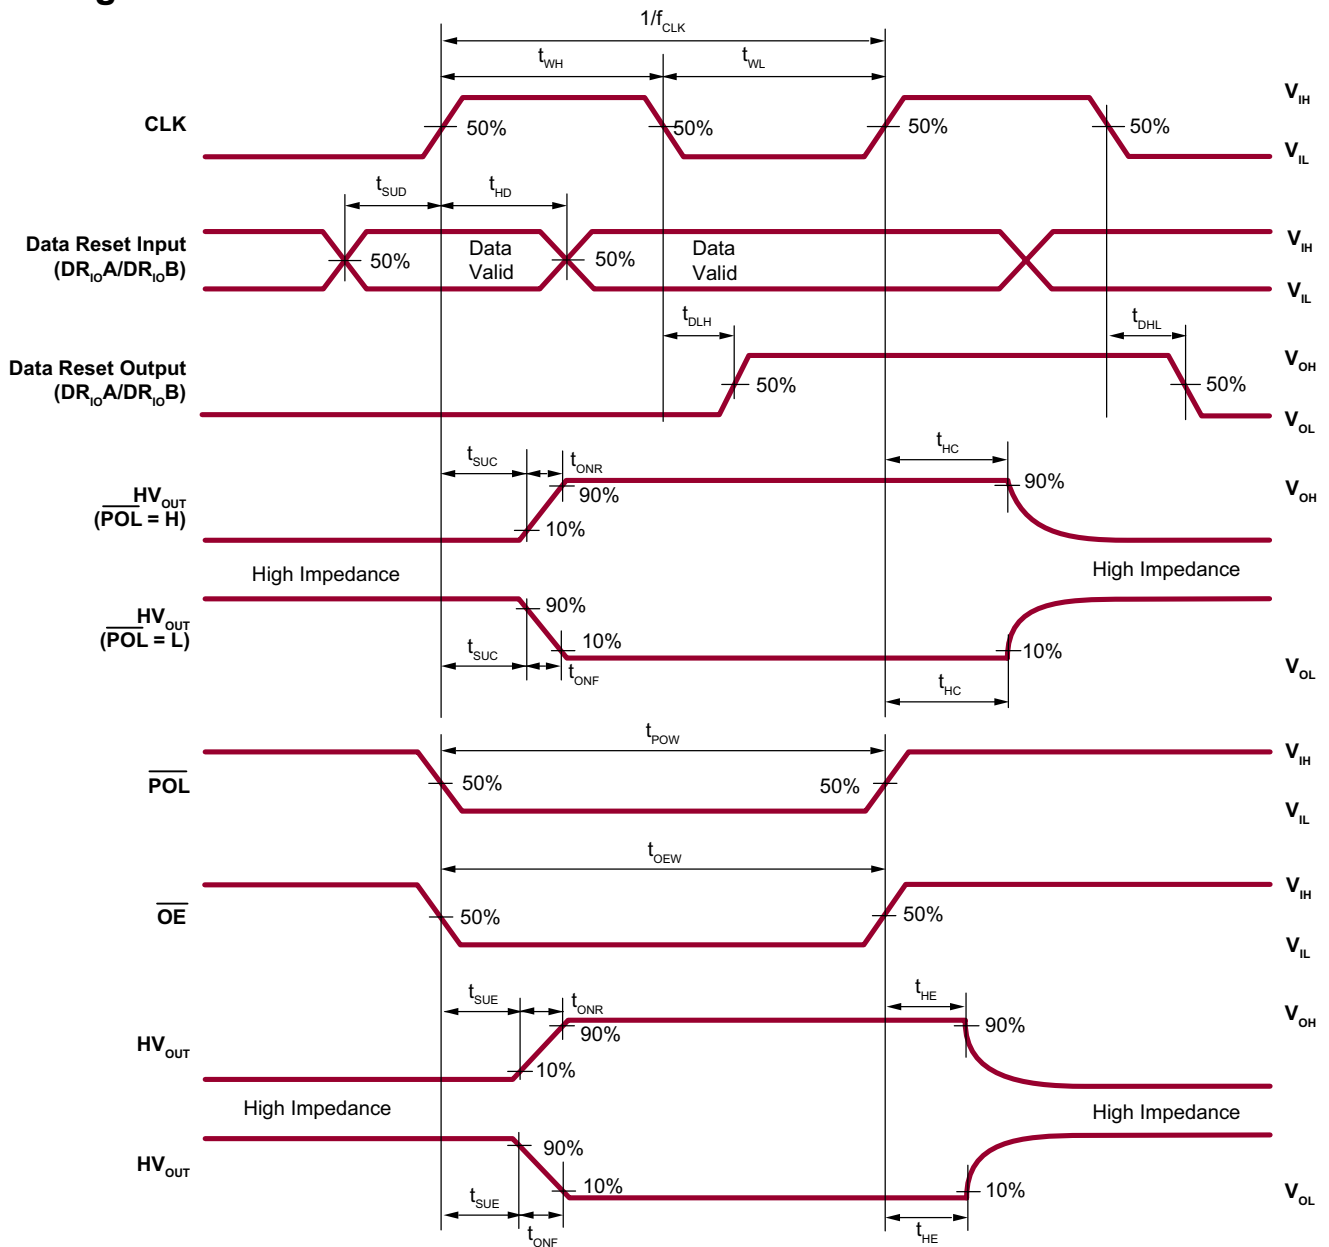 1/fCLK
tWH tWL
CLK 50% 50% 50% 50% VIH
VIL
tSUD tHD
Data Reset Input
(DRIOA/DRIOB)
50% Data Valid 50% Data Valid
VIH
VIL
tDLH tDHL
Data Reset Output
(DRIOA/DRIOB)
50% 50%
VOH
VOL
tSUC tONR tHC
HVOUT
(POL = H)
90% 10% 90% VOH
High Impedance High Impedance
HVOUT
(POL = L)
90% 10% 10% VOL
tSUC tONF tHC
tPOW
POL 50% 50% VIH
VIL
tOEW
OE 50% 50% VIH
VIL
tSUE tONR tHE
HVOUT 90% 10% 90% VOH
High Impedance High Impedance
HVOUT 90% 10% 10% VOL
tSUE tONF tHE